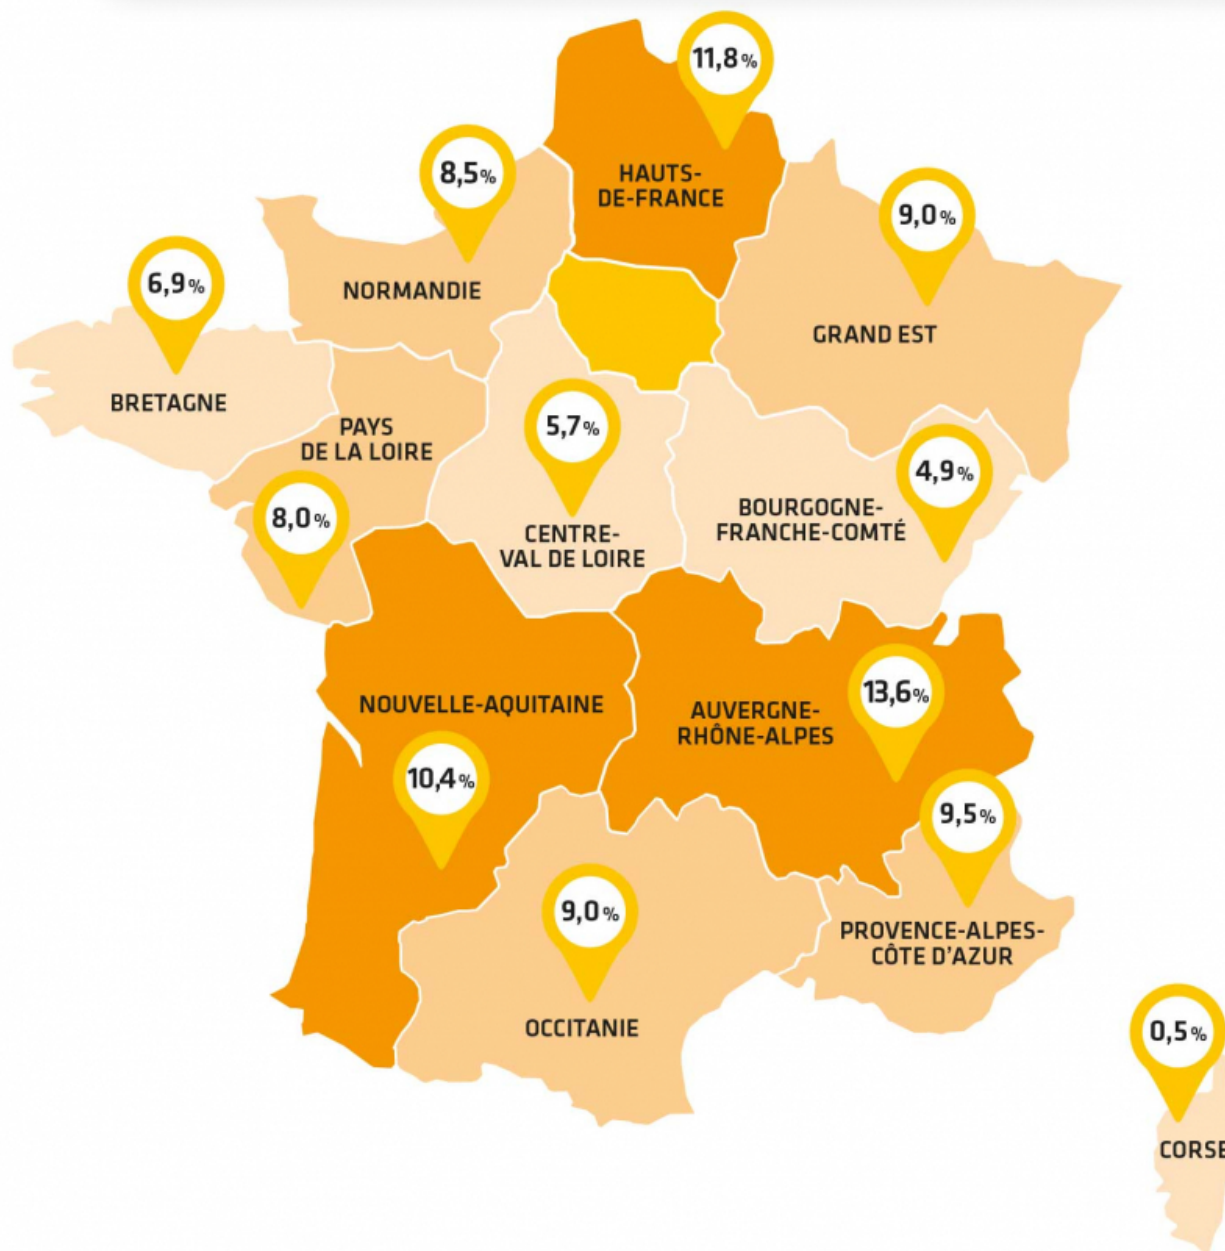 11,8%
HAUTS-
DE-FRANCE
8,5%
NORMANDIE
9,0%
GRAND EST
6,9%
BRETAGNE
PAYS
DE LA LOIRE
8,0%
5,7%
CENTRE-
VAL DE LOIRE
4,9%
BOURGOGNE-
FRANCHE-COMTÉ
NOUVELLE-AQUITAINE
10,4%
13,6%
AUVERGNE-
RHÔNE-ALPES
9,5%
PROVENCE-ALPES-
CÔTE D'AZUR
9,0%
OCCITANIE
0,5%
CORSE